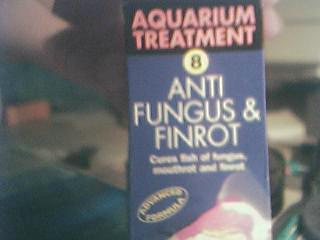 AQUARIUM
TREATMENT
8
ANTI
FUNGUS &
FINROT
Cures fish of fungus,
mouthrot and finrot
ADVANCED
FORMULA